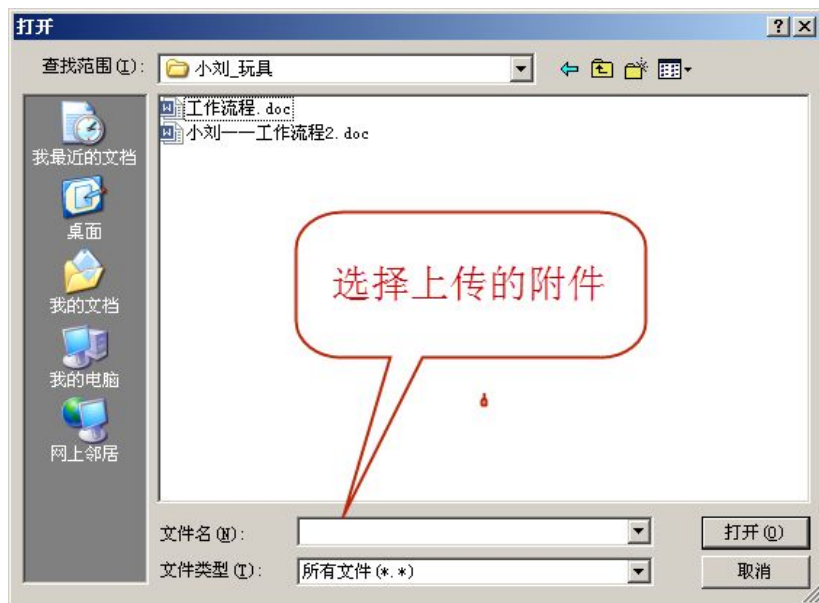 打开
查找范围(I):
小刘_玩具
工作流程.doc
小刘——工作流程2.doc
我最近的文档
桌面
我的文档
我的电脑
网上邻居
选择上传的附件
文件名(N):
打开(O)
文件类型(T):
所有文件(*.*)
取消